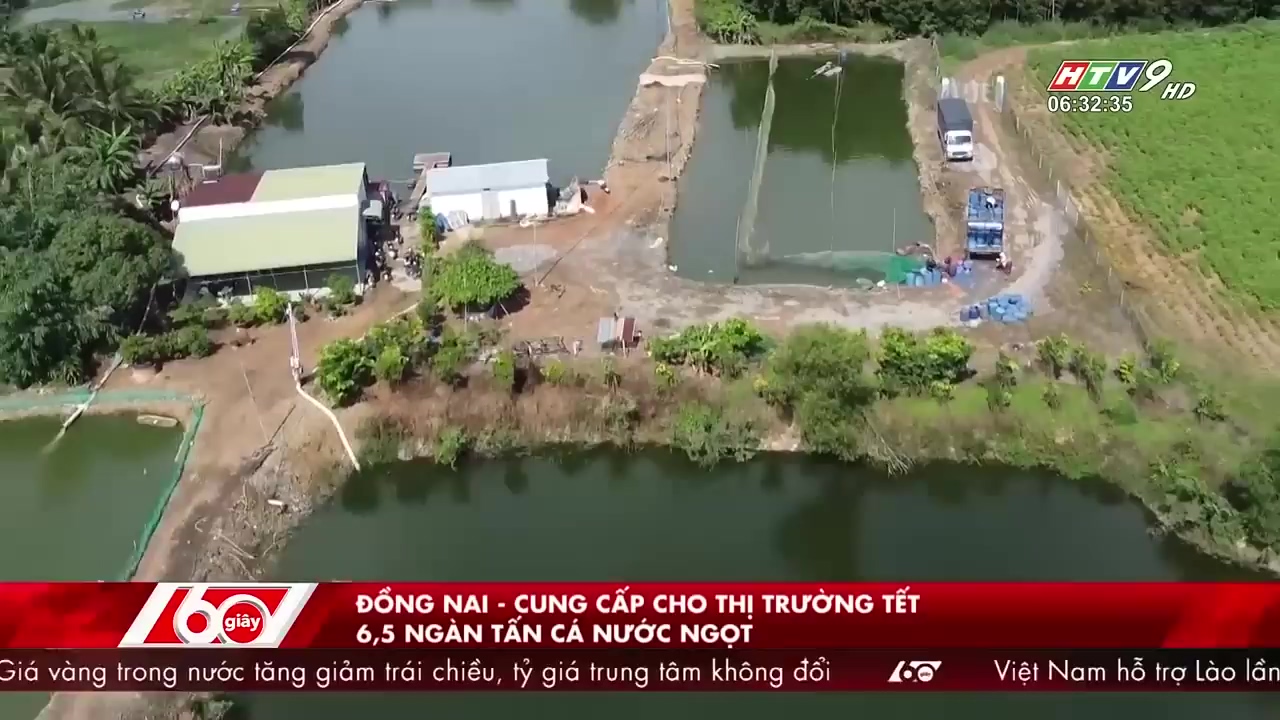 HTV9 HD
06:32:35
60 giây
ĐỒNG NAI - CUNG CẤP CHO THỊ TRƯỜNG TẾT
6,5 NGÀN TẤN CÁ NƯỚC NGỌT
Giá vàng trong nước tăng giảm trái chiều, tỷ giá trung tâm không đổi 60 Việt Nam hỗ trợ Lào lần